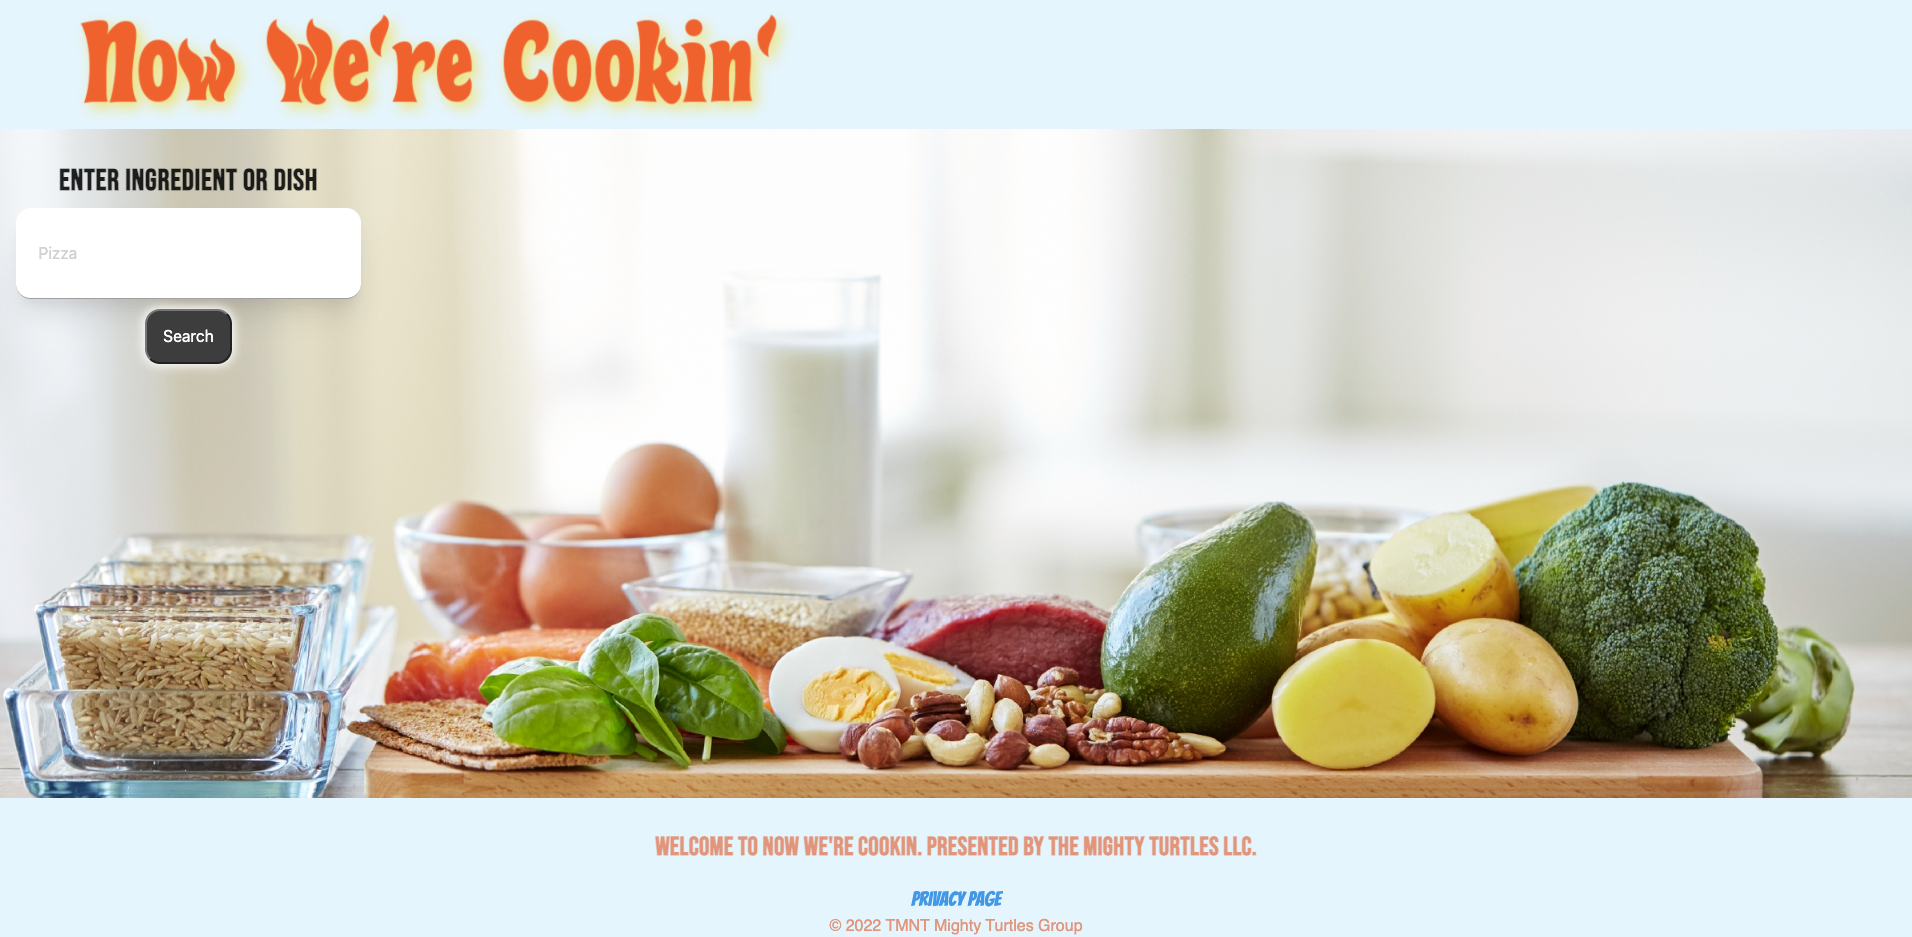 Now We're Cookin'
ENTER INGREDIENT OR DISH
Pizza
Search
WELCOME TO NOW WE'RE COOKIN. PRESENTED BY THE MIGHTY TURTLES LLC.
PRIVACY PAGE
© 2022 TMNT Mighty Turtles Group